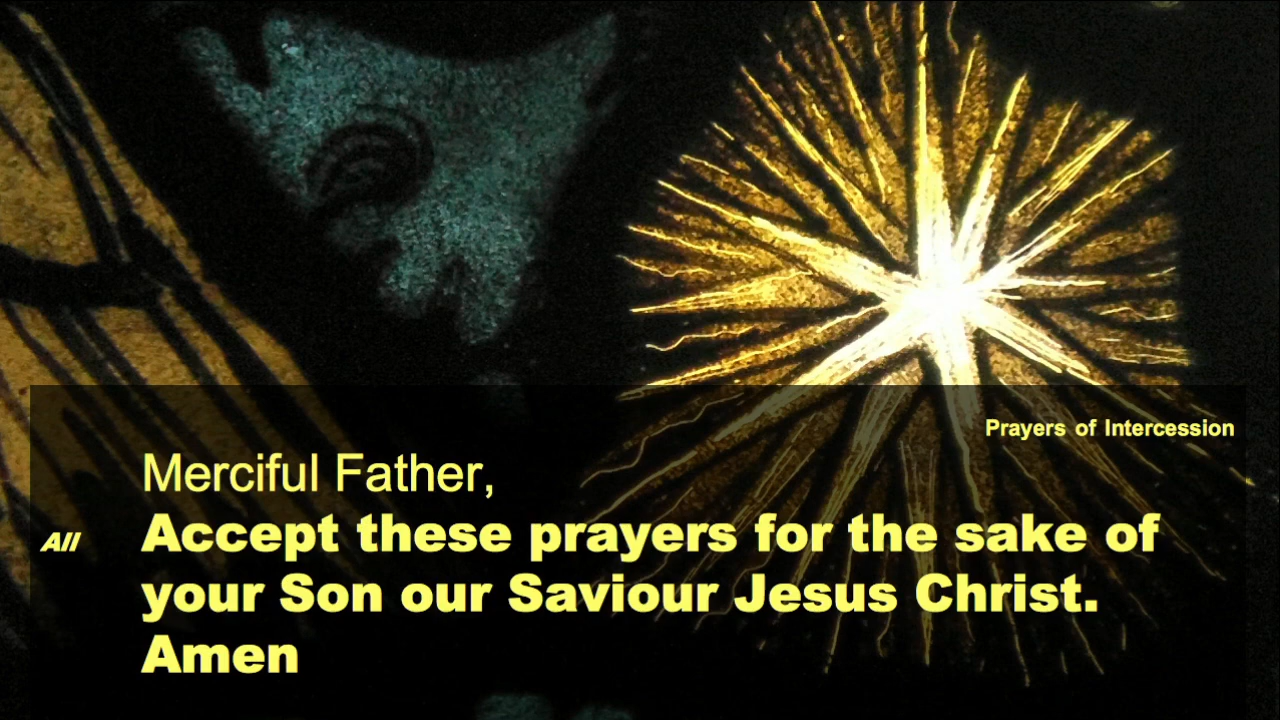 Prayers of Intercession
Merciful Father,
All Accept these prayers for the sake of
your Son our Saviour Jesus Christ.
Amen